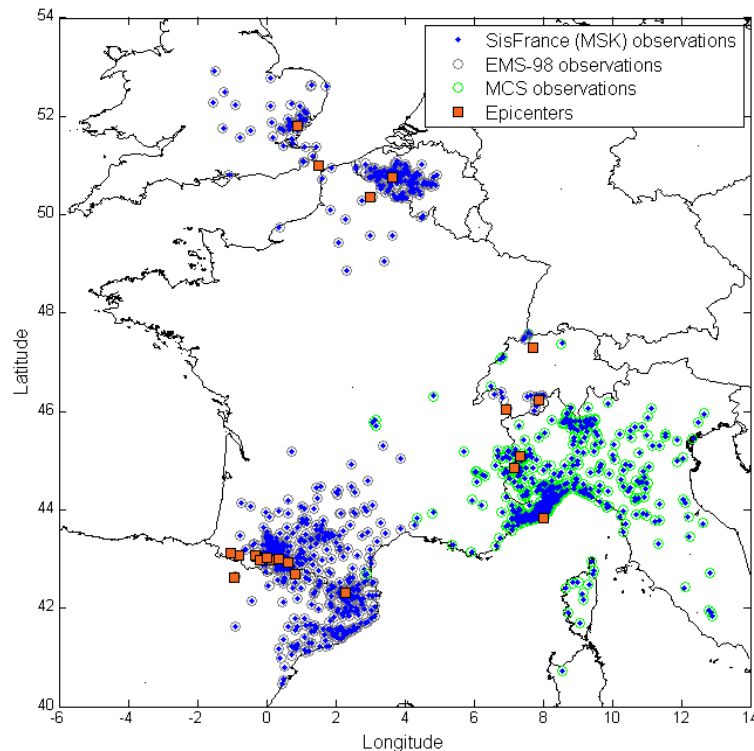 54
52
50
48
46
44
42
40
Latitude
-6 -4 -2 0 2 4 6 8 10 12 14
Longitude
SisFrance (MSK) observations
EMS-98 observations
MCS observations
Epicenters